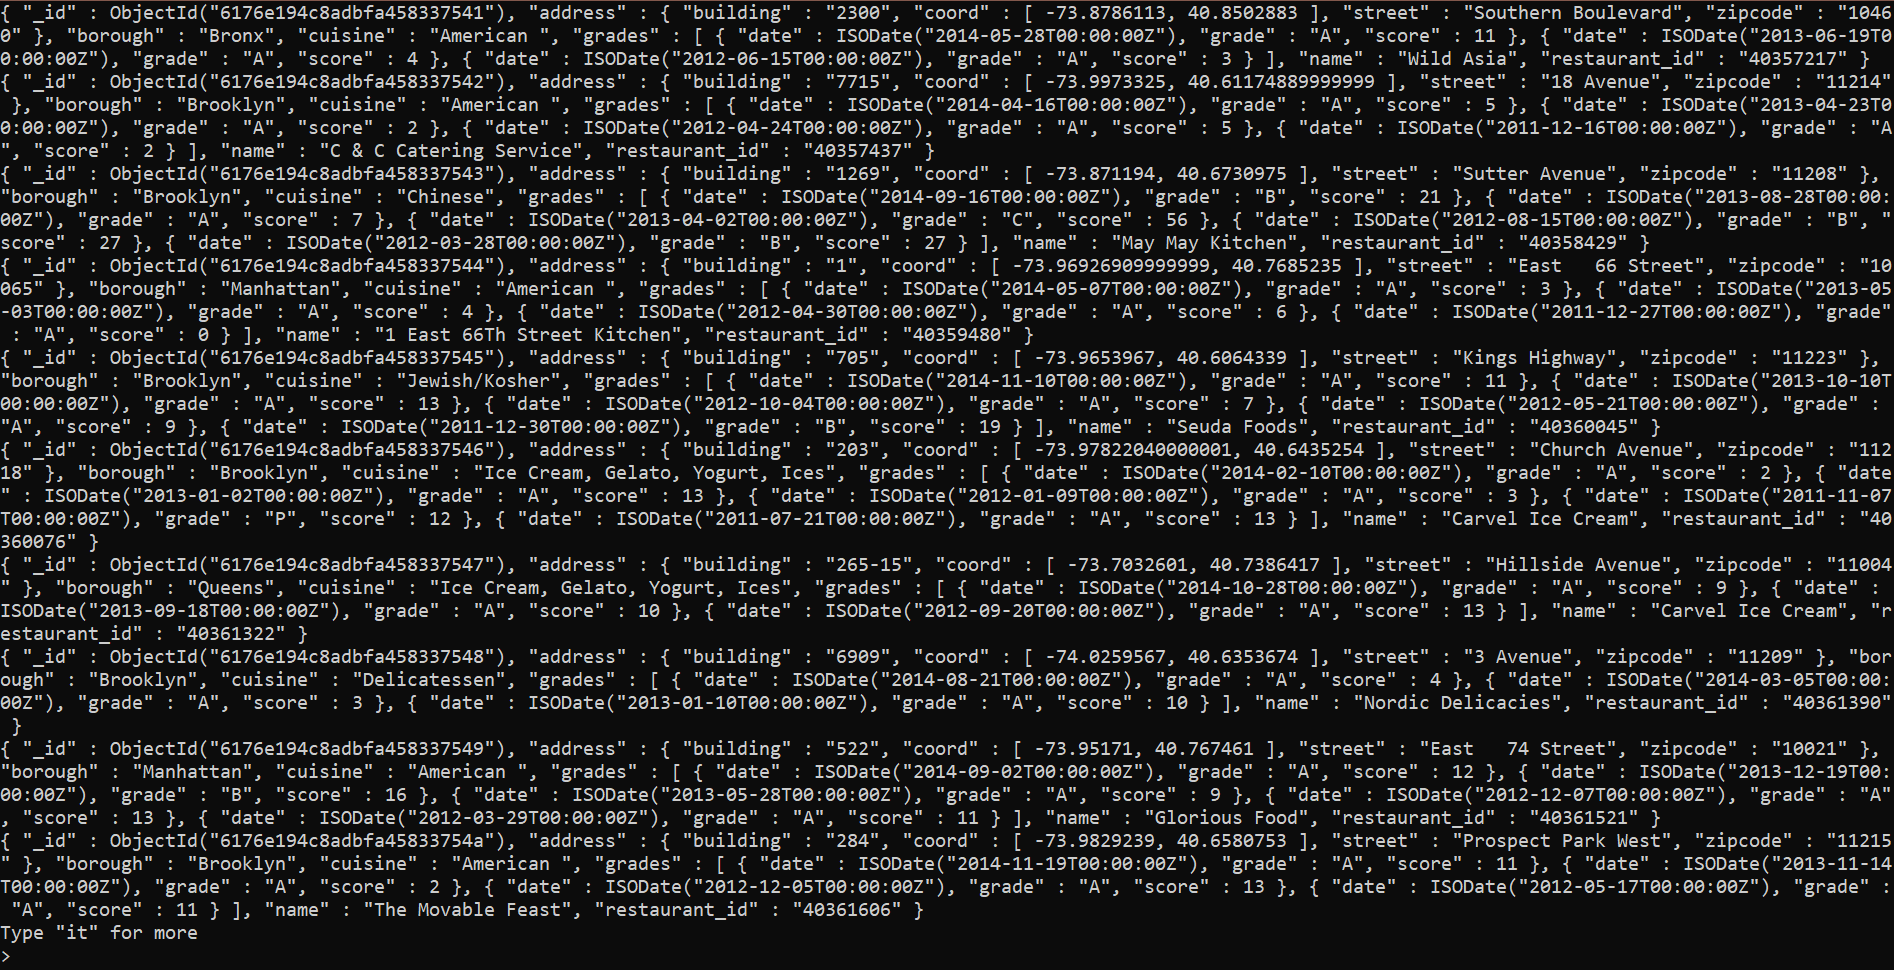 { "_id" : ObjectId("6176e194c8adbfa458337541"), "address" : { "building" : "2300", "coord" : [ -73.8786113, 40.8502883 ], "street" : "Southern Boulevard", "zipcode" : "1046
0" }, "borough" : "Bronx", "cuisine" : "American ", "grades" : [ { "date" : ISODate("2014-05-28T00:00:00Z"), "grade" : "A", "score" : 11 }, { "date" : ISODate("2013-06-19T0
0:00:00Z"), "grade" : "A", "score" : 4 }, { "date" : ISODate("2012-06-15T00:00:00Z"), "grade" : "A", "score" : 3 } ], "name" : "Wild Asia", "restaurant_id" : "40357217" }
{ "_id" : ObjectId("6176e194c8adbfa458337542"), "address" : { "building" : "7715", "coord" : [ -73.9973325, 40.61174889999999 ], "street" : "18 Avenue", "zipcode" : "11214"
 }, "borough" : "Brooklyn", "cuisine" : "American ", "grades" : [ { "date" : ISODate("2014-04-16T00:00:00Z"), "grade" : "A", "score" : 5 }, { "date" : ISODate("2013-04-23T0
0:00:00Z"), "grade" : "A", "score" : 2 }, { "date" : ISODate("2012-04-24T00:00:00Z"), "grade" : "A", "score" : 5 }, { "date" : ISODate("2011-12-16T00:00:00Z"), "grade" : "A
", "score" : 2 } ], "name" : "C & C Catering Service", "restaurant_id" : "40357437" }
{ "_id" : ObjectId("6176e194c8adbfa458337543"), "address" : { "building" : "1269", "coord" : [ -73.871194, 40.6730975 ], "street" : "Sutter Avenue", "zipcode" : "11208" },
"borough" : "Brooklyn", "cuisine" : "Chinese", "grades" : [ { "date" : ISODate("2014-09-16T00:00:00Z"), "grade" : "B", "score" : 21 }, { "date" : ISODate("2013-08-28T00:00:
00Z"), "grade" : "A", "score" : 7 }, { "date" : ISODate("2013-04-02T00:00:00Z"), "grade" : "C", "score" : 56 }, { "date" : ISODate("2012-08-15T00:00:00Z"), "grade" : "B", "
score" : 27 }, { "date" : ISODate("2012-03-28T00:00:00Z"), "grade" : "B", "score" : 27 } ], "name" : "May May Kitchen", "restaurant_id" : "40358429" }
{ "_id" : ObjectId("6176e194c8adbfa458337544"), "address" : { "building" : "1", "coord" : [ -73.96926909999999, 40.7685235 ], "street" : "East   66 Street", "zipcode" : "10
065" }, "borough" : "Manhattan", "cuisine" : "American ", "grades" : [ { "date" : ISODate("2014-05-07T00:00:00Z"), "grade" : "A", "score" : 3 }, { "date" : ISODate("2013-05
-03T00:00:00Z"), "grade" : "A", "score" : 4 }, { "date" : ISODate("2012-04-30T00:00:00Z"), "grade" : "A", "score" : 6 }, { "date" : ISODate("2011-12-27T00:00:00Z"), "grade"
 : "A", "score" : 0 } ], "name" : "1 East 66Th Street Kitchen", "restaurant_id" : "40359480" }
{ "_id" : ObjectId("6176e194c8adbfa458337545"), "address" : { "building" : "705", "coord" : [ -73.9653967, 40.6064339 ], "street" : "Kings Highway", "zipcode" : "11223" },
"borough" : "Brooklyn", "cuisine" : "Jewish/Kosher", "grades" : [ { "date" : ISODate("2014-11-10T00:00:00Z"), "grade" : "A", "score" : 11 }, { "date" : ISODate("2013-10-10T
00:00:00Z"), "grade" : "A", "score" : 13 }, { "date" : ISODate("2012-10-04T00:00:00Z"), "grade" : "A", "score" : 7 }, { "date" : ISODate("2012-05-21T00:00:00Z"), "grade" :
"A", "score" : 9 }, { "date" : ISODate("2011-12-30T00:00:00Z"), "grade" : "B", "score" : 19 } ], "name" : "Seuda Foods", "restaurant_id" : "40360045" }
{ "_id" : ObjectId("6176e194c8adbfa458337546"), "address" : { "building" : "203", "coord" : [ -73.97822040000001, 40.6435254 ], "street" : "Church Avenue", "zipcode" : "112
18" }, "borough" : "Brooklyn", "cuisine" : "Ice Cream, Gelato, Yogurt, Ices", "grades" : [ { "date" : ISODate("2014-02-10T00:00:00Z"), "grade" : "A", "score" : 2 }, { "date
" : ISODate("2013-01-02T00:00:00Z"), "grade" : "A", "score" : 13 }, { "date" : ISODate("2012-01-09T00:00:00Z"), "grade" : "A", "score" : 3 }, { "date" : ISODate("2011-11-07
T00:00:00Z"), "grade" : "P", "score" : 12 }, { "date" : ISODate("2011-07-21T00:00:00Z"), "grade" : "A", "score" : 13 } ], "name" : "Carvel Ice Cream", "restaurant_id" : "40
360076" }
{ "_id" : ObjectId("6176e194c8adbfa458337547"), "address" : { "building" : "265-15", "coord" : [ -73.7032601, 40.7386417 ], "street" : "Hillside Avenue", "zipcode" : "11004
" }, "borough" : "Queens", "cuisine" : "Ice Cream, Gelato, Yogurt, Ices", "grades" : [ { "date" : ISODate("2014-10-28T00:00:00Z"), "grade" : "A", "score" : 9 }, { "date" :
ISODate("2013-09-18T00:00:00Z"), "grade" : "A", "score" : 10 }, { "date" : ISODate("2012-09-20T00:00:00Z"), "grade" : "A", "score" : 13 } ], "name" : "Carvel Ice Cream", "r
estaurant_id" : "40361322" }
{ "_id" : ObjectId("6176e194c8adbfa458337548"), "address" : { "building" : "6909", "coord" : [ -74.0259567, 40.6353674 ], "street" : "3 Avenue", "zipcode" : "11209" }, "bor
ough" : "Brooklyn", "cuisine" : "Delicatessen", "grades" : [ { "date" : ISODate("2014-08-21T00:00:00Z"), "grade" : "A", "score" : 4 }, { "date" : ISODate("2014-03-05T00:00:
00Z"), "grade" : "A", "score" : 3 }, { "date" : ISODate("2013-01-10T00:00:00Z"), "grade" : "A", "score" : 10 } ], "name" : "Nordic Delicacies", "restaurant_id" : "40361390"
 }
{ "_id" : ObjectId("6176e194c8adbfa458337549"), "address" : { "building" : "522", "coord" : [ -73.95171, 40.767461 ], "street" : "East   74 Street", "zipcode" : "10021" },
"borough" : "Manhattan", "cuisine" : "American ", "grades" : [ { "date" : ISODate("2014-09-02T00:00:00Z"), "grade" : "A", "score" : 12 }, { "date" : ISODate("2013-12-19T00:
00:00Z"), "grade" : "B", "score" : 16 }, { "date" : ISODate("2013-05-28T00:00:00Z"), "grade" : "A", "score" : 9 }, { "date" : ISODate("2012-12-07T00:00:00Z"), "grade" : "A"
, "score" : 13 }, { "date" : ISODate("2012-03-29T00:00:00Z"), "grade" : "A", "score" : 11 } ], "name" : "Glorious Food", "restaurant_id" : "40361521" }
{ "_id" : ObjectId("6176e194c8adbfa45833754a"), "address" : { "building" : "284", "coord" : [ -73.9829239, 40.6580753 ], "street" : "Prospect Park West", "zipcode" : "11215
" }, "borough" : "Brooklyn", "cuisine" : "American ", "grades" : [ { "date" : ISODate("2014-11-19T00:00:00Z"), "grade" : "A", "score" : 11 }, { "date" : ISODate("2013-11-14
T00:00:00Z"), "grade" : "A", "score" : 2 }, { "date" : ISODate("2012-12-05T00:00:00Z"), "grade" : "A", "score" : 13 }, { "date" : ISODate("2012-05-17T00:00:00Z"), "grade" :
 "A", "score" : 11 } ], "name" : "The Movable Feast", "restaurant_id" : "40361606" }
Type "it" for more
>